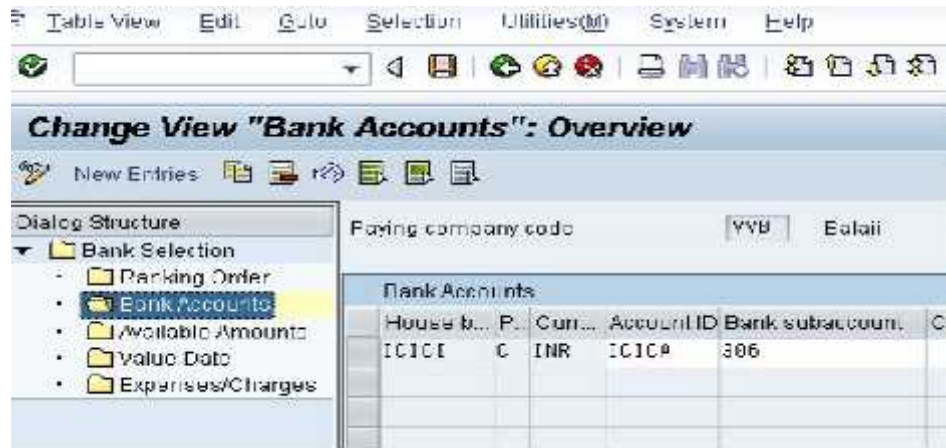 Table View Edit Goto Selection Utilities(M) System Help
Change View "Bank Accounts": Overview
New Entries
Dialog Structure
Bank Selection
Ranking Order
Bank Accounts
Available Amounts
Value Date
Expenses/Charges
Paying company code VVB Balaji
Bank Accounts
House b... P.. Curr... Account ID Bank subaccount C
ICICI C INR ICICA 306